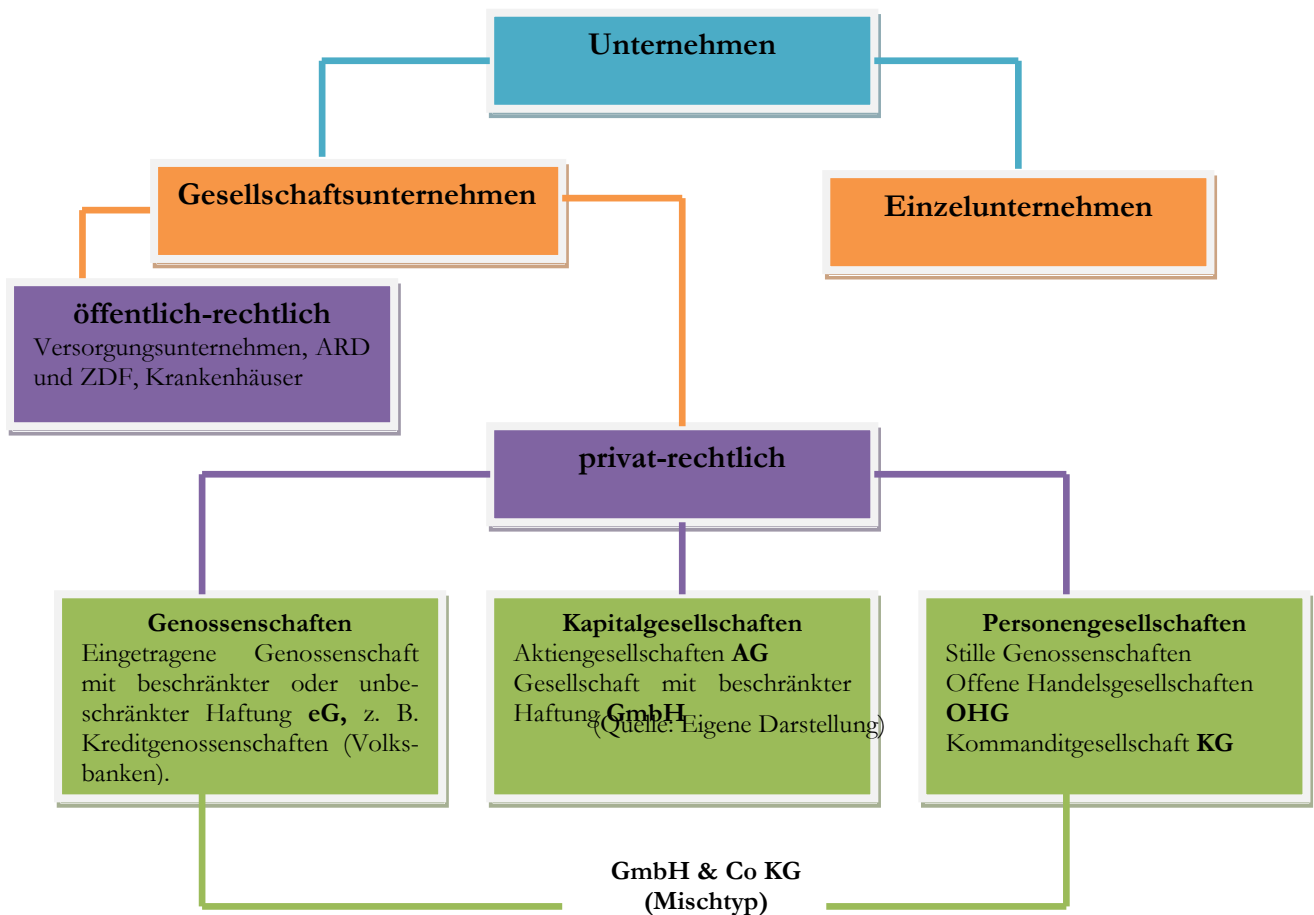 Unternehmen
Gesellschaftsunternehmen
Einzelunternehmen
öffentlich-rechtlich
Versorgungsunternehmen, ARD
und ZDF, Krankenhäuser
privat-rechtlich
Genossenschaften
Eingetragene Genossenschaft
mit beschränkter oder unbe-
schränkter Haftung eG, z. B.
Kreditgenossenschaften (Volks-
banken).
Kapitalgesellschaften
Aktiengesellschaften AG
Gesellschaft mit beschränkter
Haftung GmbH
(Quelle: Eigene Darstellung)
Personengesellschaften
Stille Genossenschaften
Offene Handelsgesellschaften
OHG
Kommanditgesellschaft KG
GmbH & Co KG
(Mischtyp)